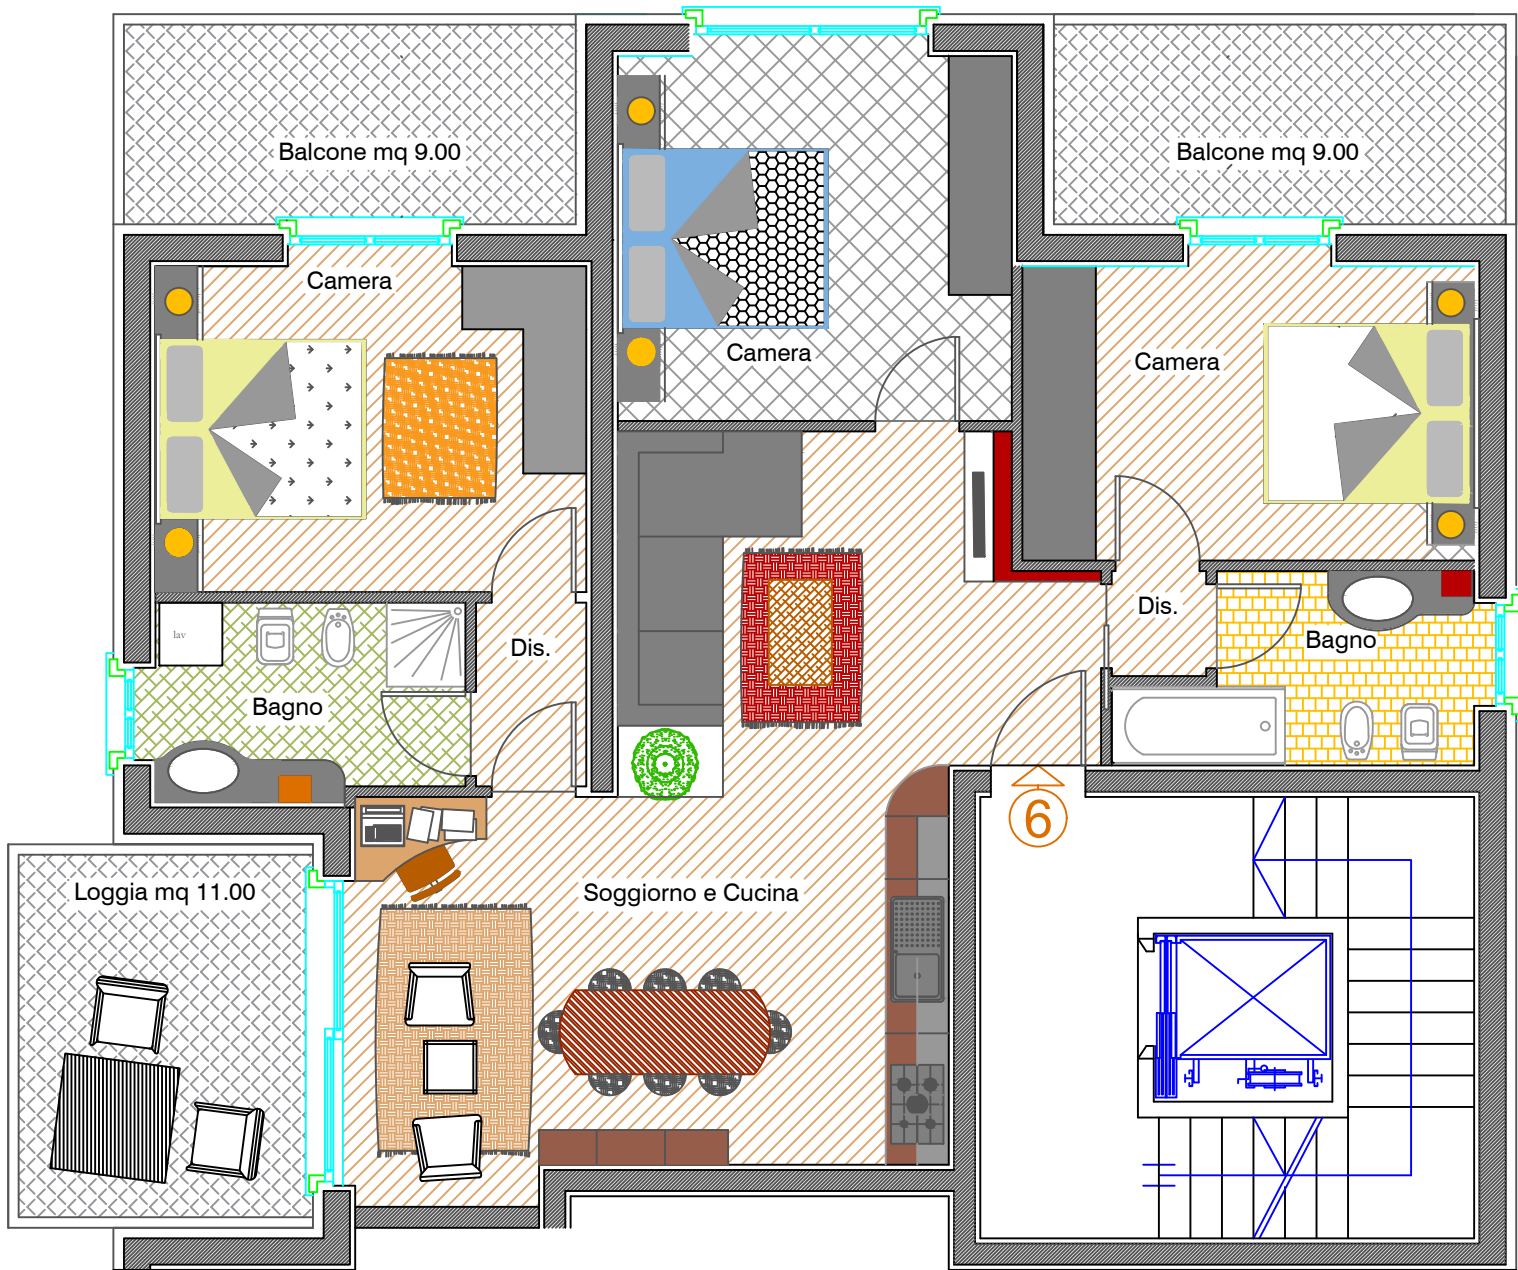 Balcone mq 9.00
Balcone mq 9.00
Camera
Camera
Camera
Dis.
Dis.
lav
Bagno
Bagno
6
Loggia mq 11.00
Soggiorno e Cucina